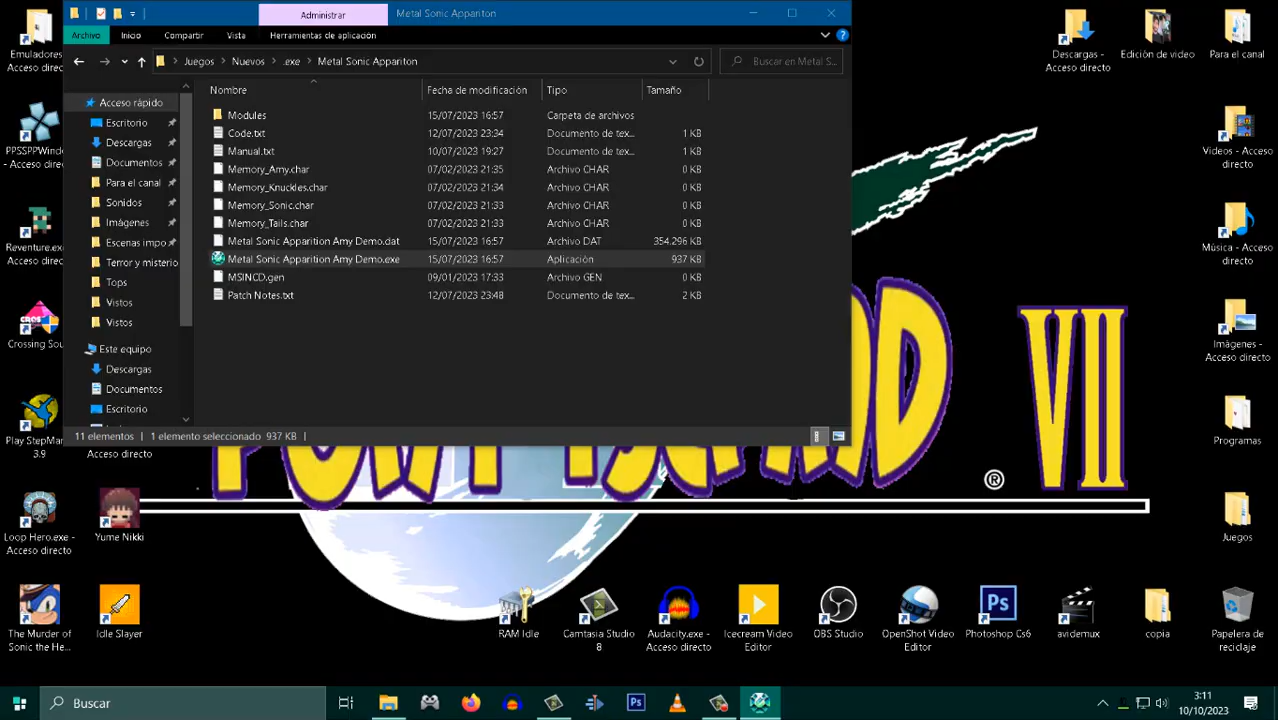 Administrar
Metal Sonic Appariton
Archivo
Inicio
Compartir
Vista
Herramientas de aplicación
Juegos
Nuevos
.exe
Metal Sonic Appariton
Buscar en Metal S...
Nombre
Fecha de modificación
Tipo
Tamaño
Acceso rápido
Escritorio
Descargas
Documentos
Para el canal
Sonidos
Imágenes
Escenas impo
Terror y misterio
Tops
Vistos
Vistos
Este equipo
Descargas
Documentos
Escritorio
Modules 15/07/2023 16:57 Carpeta de archivos
Code.txt 12/07/2023 23:34 Documento de tex... 1 KB
Manual.txt 10/07/2023 19:27 Documento de tex... 1 KB
Memory_Amy.char 07/02/2023 21:35 Archivo CHAR 0 KB
Memory_Knuckles.char 07/02/2023 21:34 Archivo CHAR 0 KB
Memory_Sonic.char 07/02/2023 21:33 Archivo CHAR 0 KB
Memory_Tails.char 07/02/2023 21:33 Archivo CHAR 0 KB
Metal Sonic Apparition Amy Demo.dat 15/07/2023 16:57 Archivo DAT 354.296 KB
Metal Sonic Apparition Amy Demo.exe 15/07/2023 16:57 Aplicación 937 KB
MSINCD.gen 09/01/2023 17:33 Archivo GEN 0 KB
Patch Notes.txt 12/07/2023 23:48 Documento de tex... 2 KB
11 elementos
1 elemento seleccionado 937 KB
Emuladores
Acceso direc
PPSSPPWind
- Acceso dire
Reventure.e
Acceso direc
Crossing Sou
Play StepMar
3.9
Acceso
directo
Loop Hero.exe -
Acceso directo
Yume Nikki
The Murder of
Sonic the He...
Idle Slayer
Descargas -
Acceso directo
Edición de video
Para el canal
Videos - Acceso
directo
Música - Acceso
directo
Imágenes -
Acceso directo
Programas
Juegos
VII
®
RAM Idle
Camtasia Studio
8
Audacity.exe -
Acceso directo
Icecream Video
Editor
OBS Studio
OpenShot Video
Editor
Ps
Photoshop Cs6
avidemux
copia
Papelera de
reciclaje
Buscar
Ps
3:11
10/10/2023